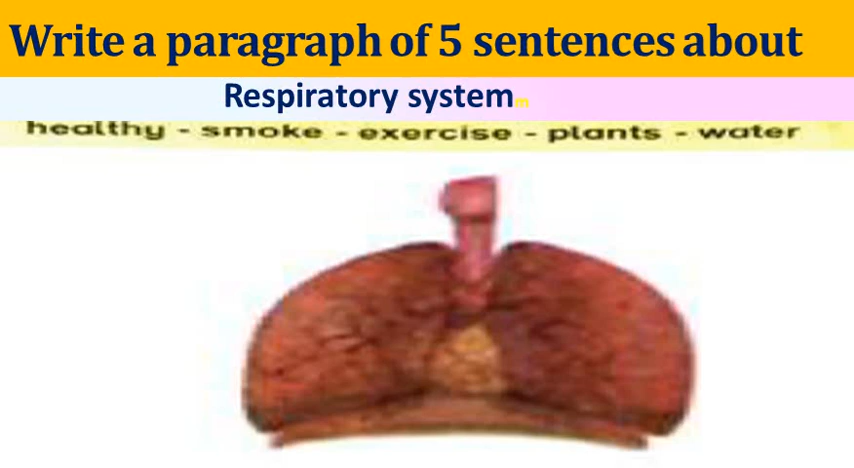 Write a paragraph of 5 sentences about
Respiratory system
healthy - smoke - exercise - plants - water